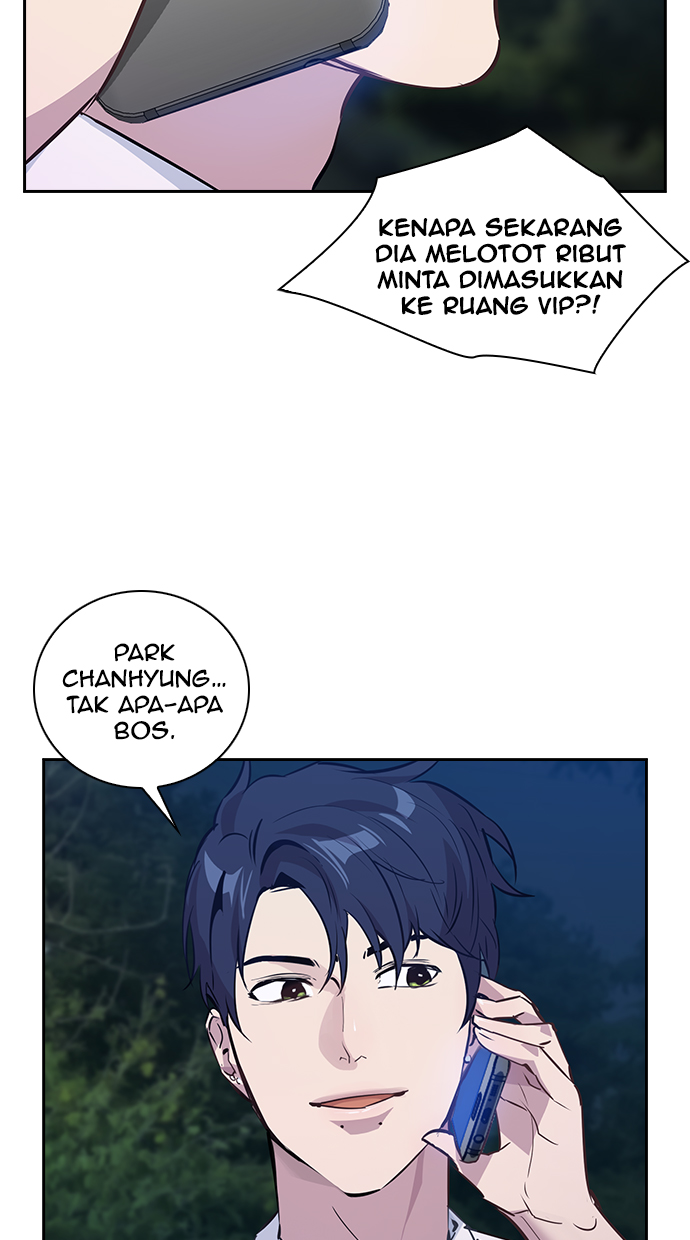 KENAPA SEKARANG
DIA MELOTOT RIBUT
MINTA DIMASUKKAN
KE RUANG VIP?!
PARK
CHANHYUNG...
TAK APA-APA
BOS.